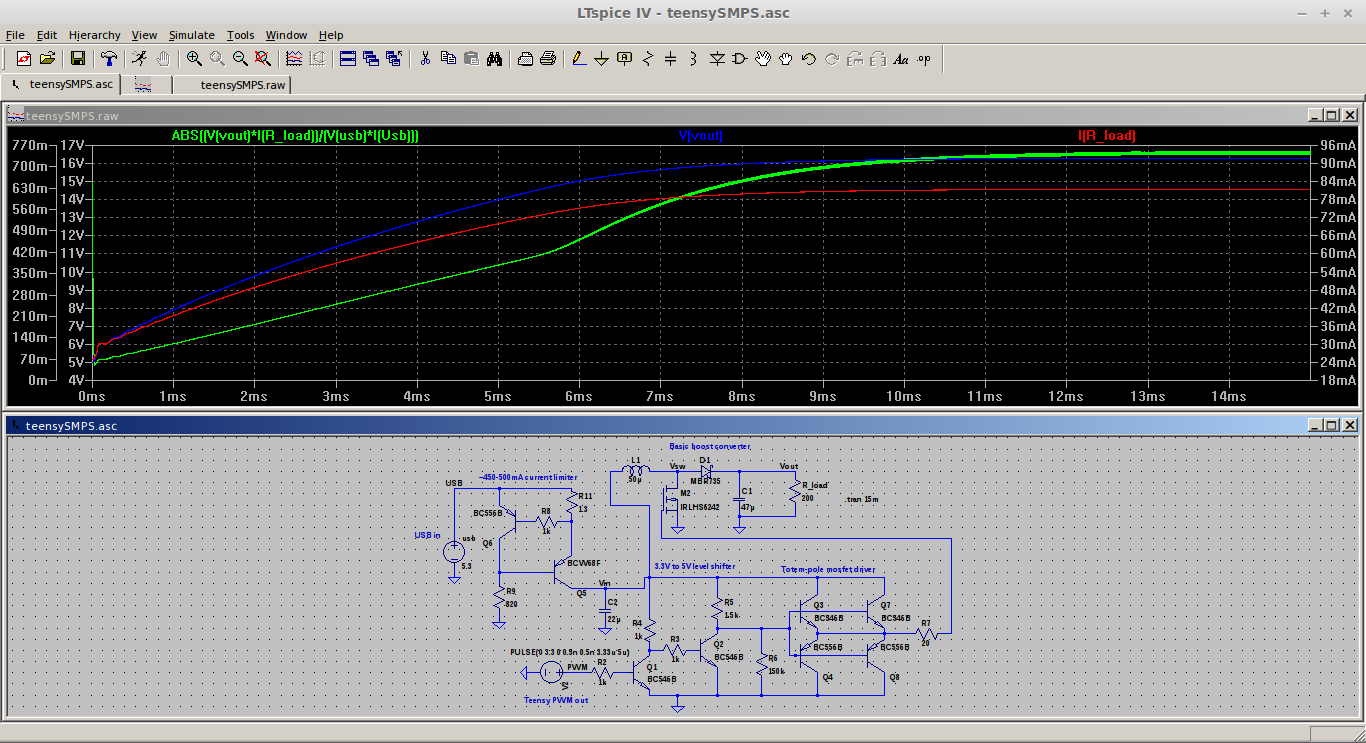 LTspice IV - teensySMPS.asc
File Edit Hierarchy View Simulate Tools Window Help
Aa .op
teensySMPS.asc teensySMPS.raw
teensySMPS.raw
ABS((V(vout)*I(R_load))/(V(usb)*I(Usb))) V(vout) I(R_load)
770m 17V 96mA
700m 16V 90mA
630m 15V 84mA
560m 14V 78mA
490m 13V 72mA
12V 66mA
420m 11V 60mA
350m 10V 54mA
280m 9V 48mA
210m 8V 42mA
7V 36mA
140m 6V 30mA
70m 5V 24mA
0m 4V 18mA
0ms 1ms 2ms 3ms 4ms 5ms 6ms 7ms 8ms 9ms 10ms 11ms 12ms 13ms 14ms
teensySMPS.asc
Basic boost converter
L1
50µ
Vsw
D1
MBR735
Vout
M2
IRLHS6242
C1
47µ
R_load
200
.tran 15m
~450-500mA current limiter
USB
R11
1.3
BC556B
R8
1k
Q6
USB in
usb
5.3
BCW68F
Q5
R9
820
Vin
C2
22µ
3.3V to 5V level shifter
Totem-pole mosfet driver
R5
1.5k
Q3
BC546B
Q7
BC546B
R4
1k
R3
1k
Q2
BC546B
R6
150k
BC556B
Q4
BC556B
Q8
R7
20
PULSE(0 3.3 0 0.5n 0.5n 3.33u 5u)
PWM
V2
R2
1k
Q1
BC546B
Teensy PWM out